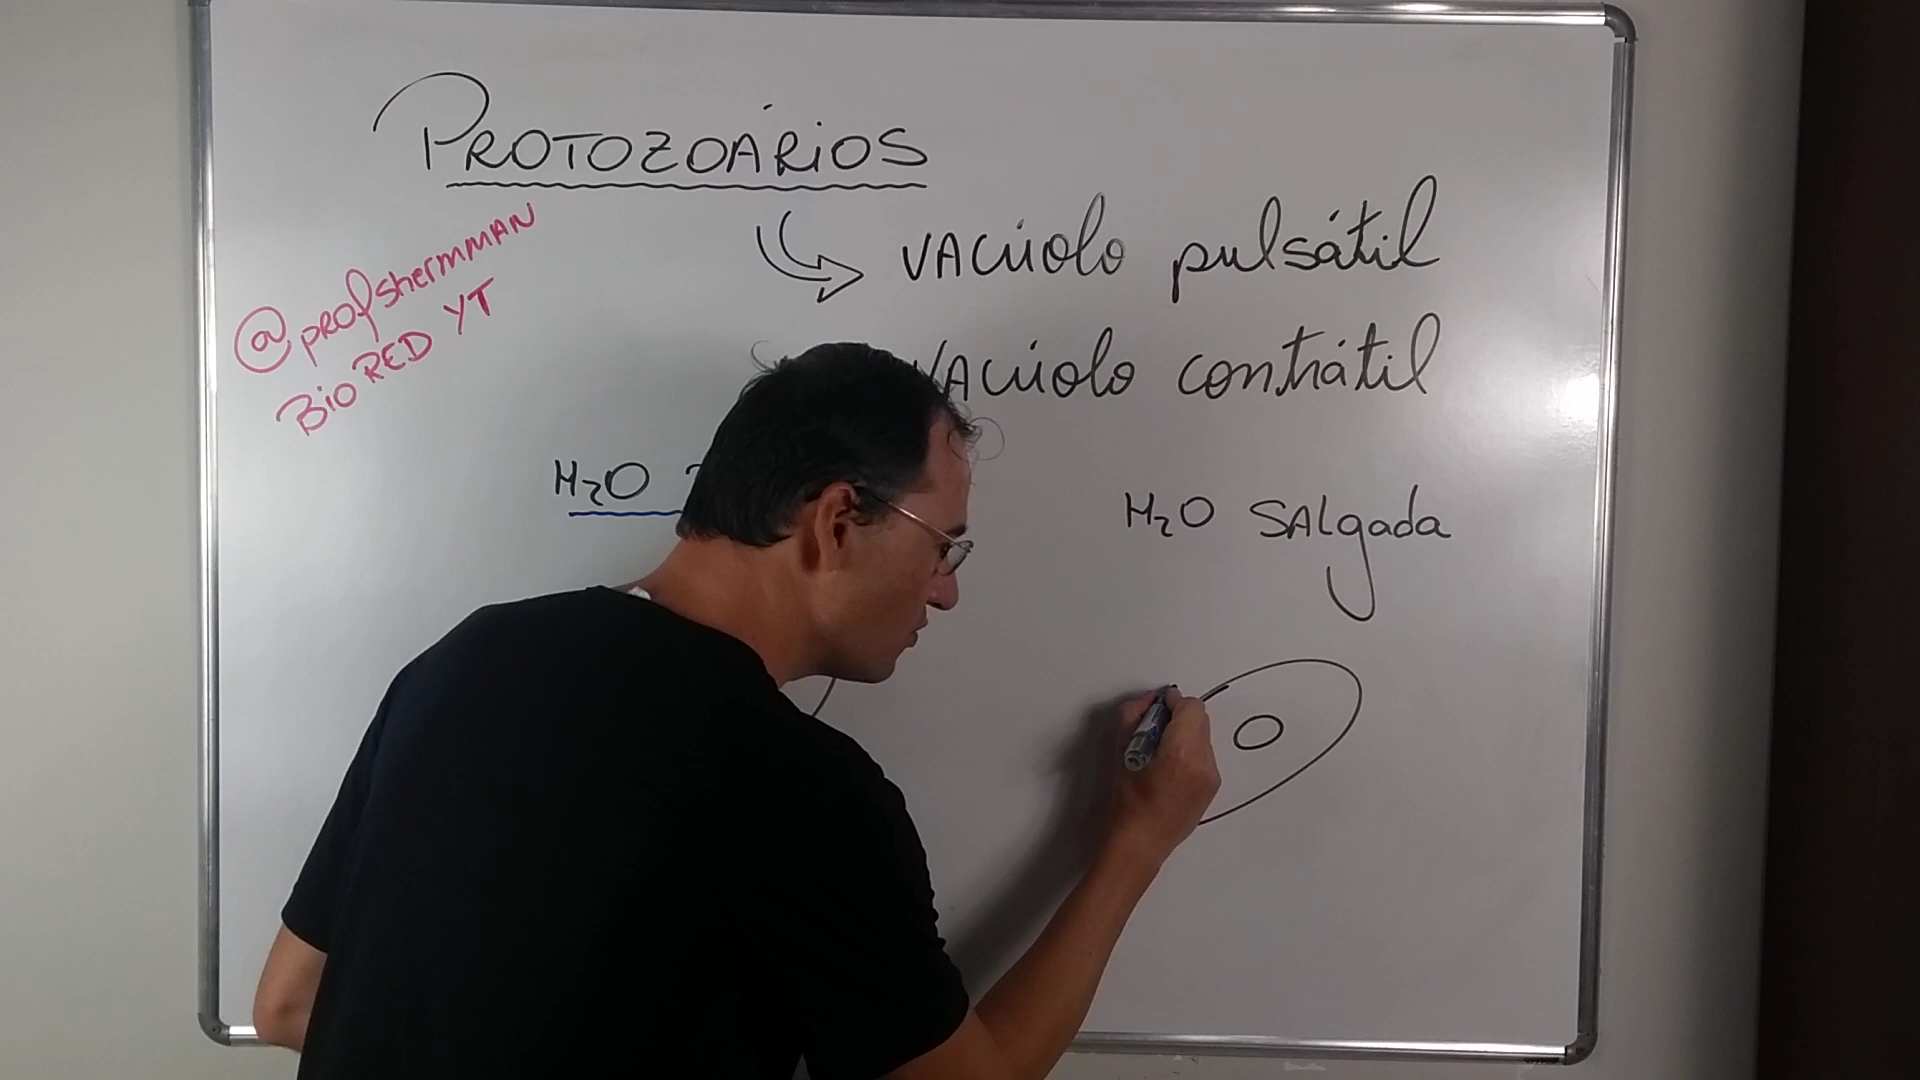 PROTOZOÁRIOS
vacúolo pulsátil
vacúolo contrátil
@profshermman
Bio RED YT
H₂O
H₂O SAlgada